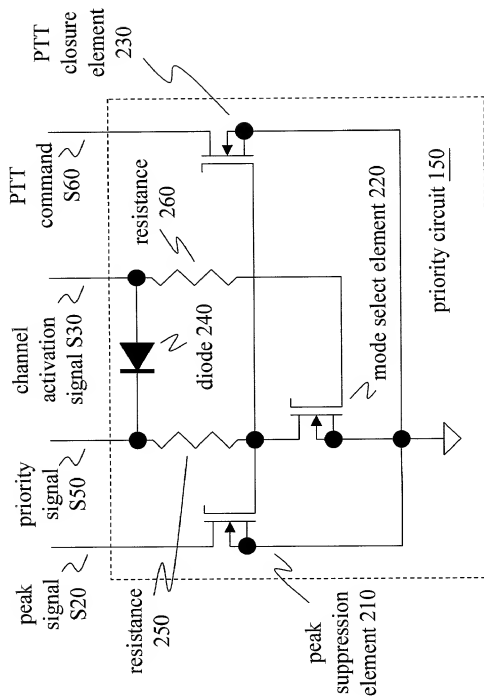 peak
signal
S20
priority
signal
S50
channel
activation
signal S30
PTT
command
S60
PTT
closure
element
230
resistance
250
diode 240
resistance
260
peak
suppression
element 210
mode select element 220
priority circuit 150